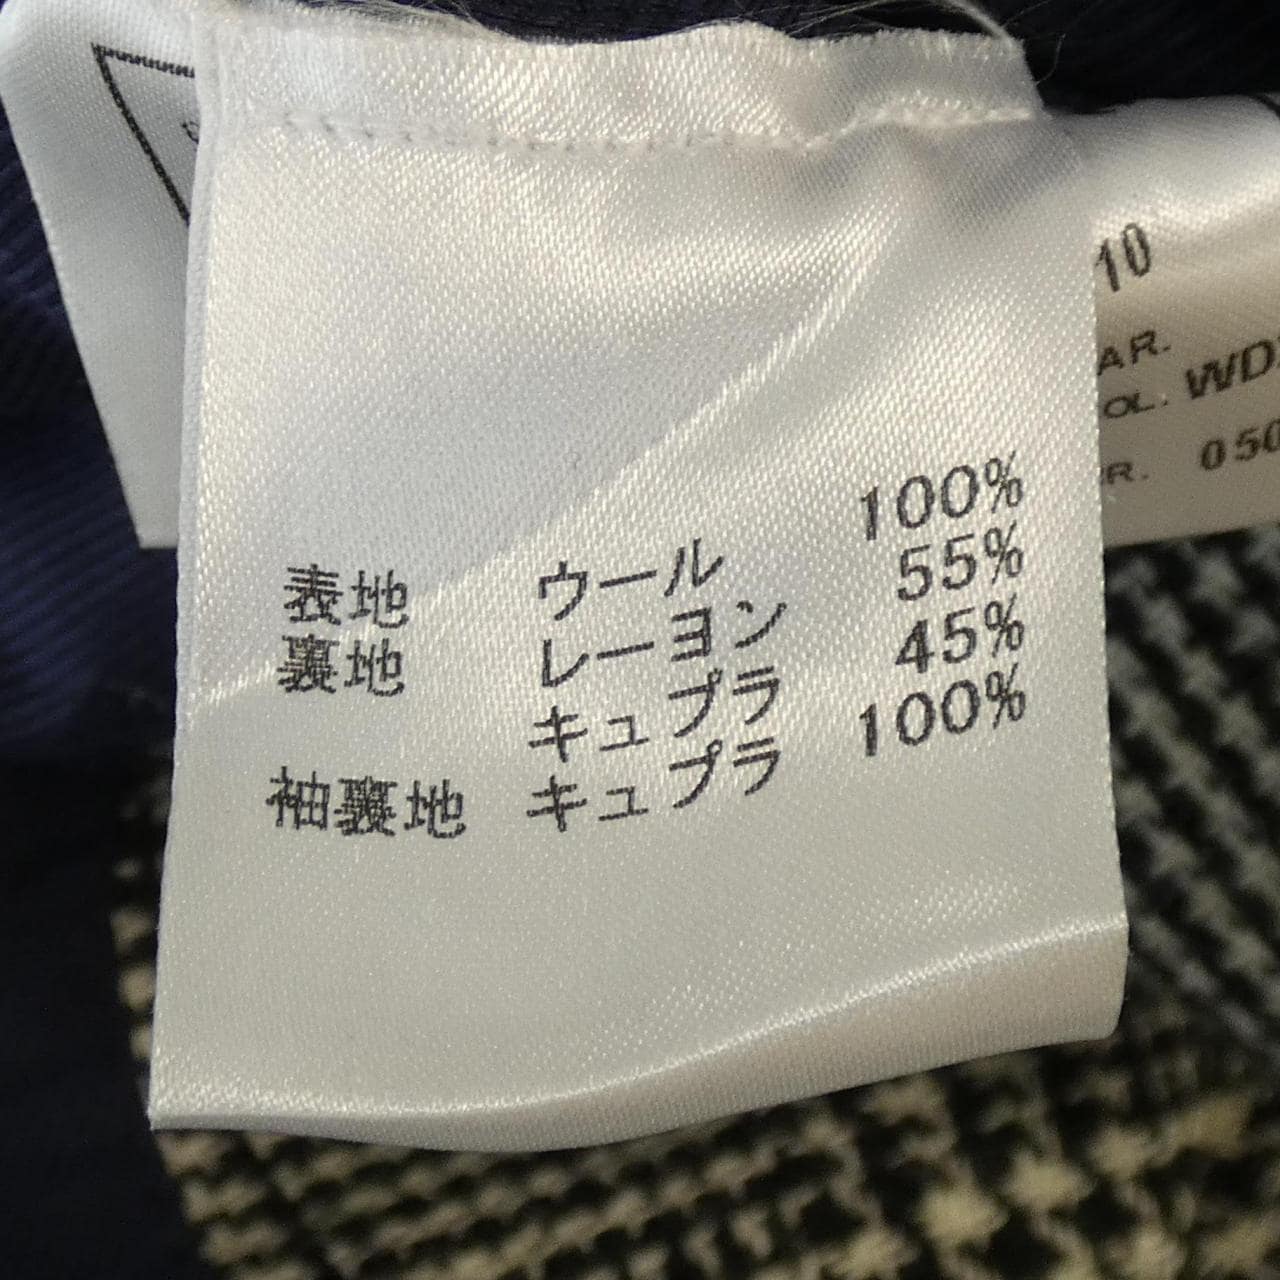 表地 ウール 100%
裏地 レーヨン 55%
キュプラ 45%
袖裏地 キュプラ 100%
10
AR.
OL. WD
R. 050